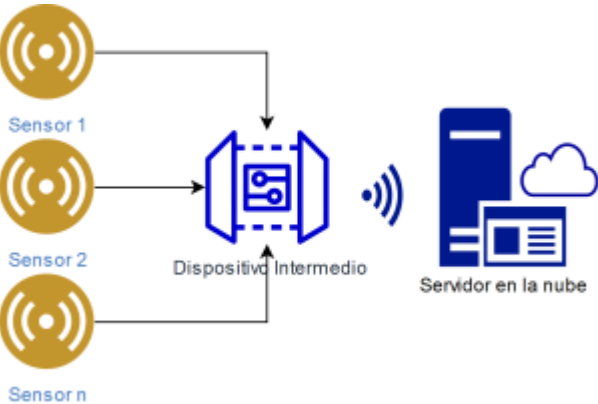 Sensor 1
Sensor 2
Dispositivo Intermedio
Servidor en la nube
Sensor n